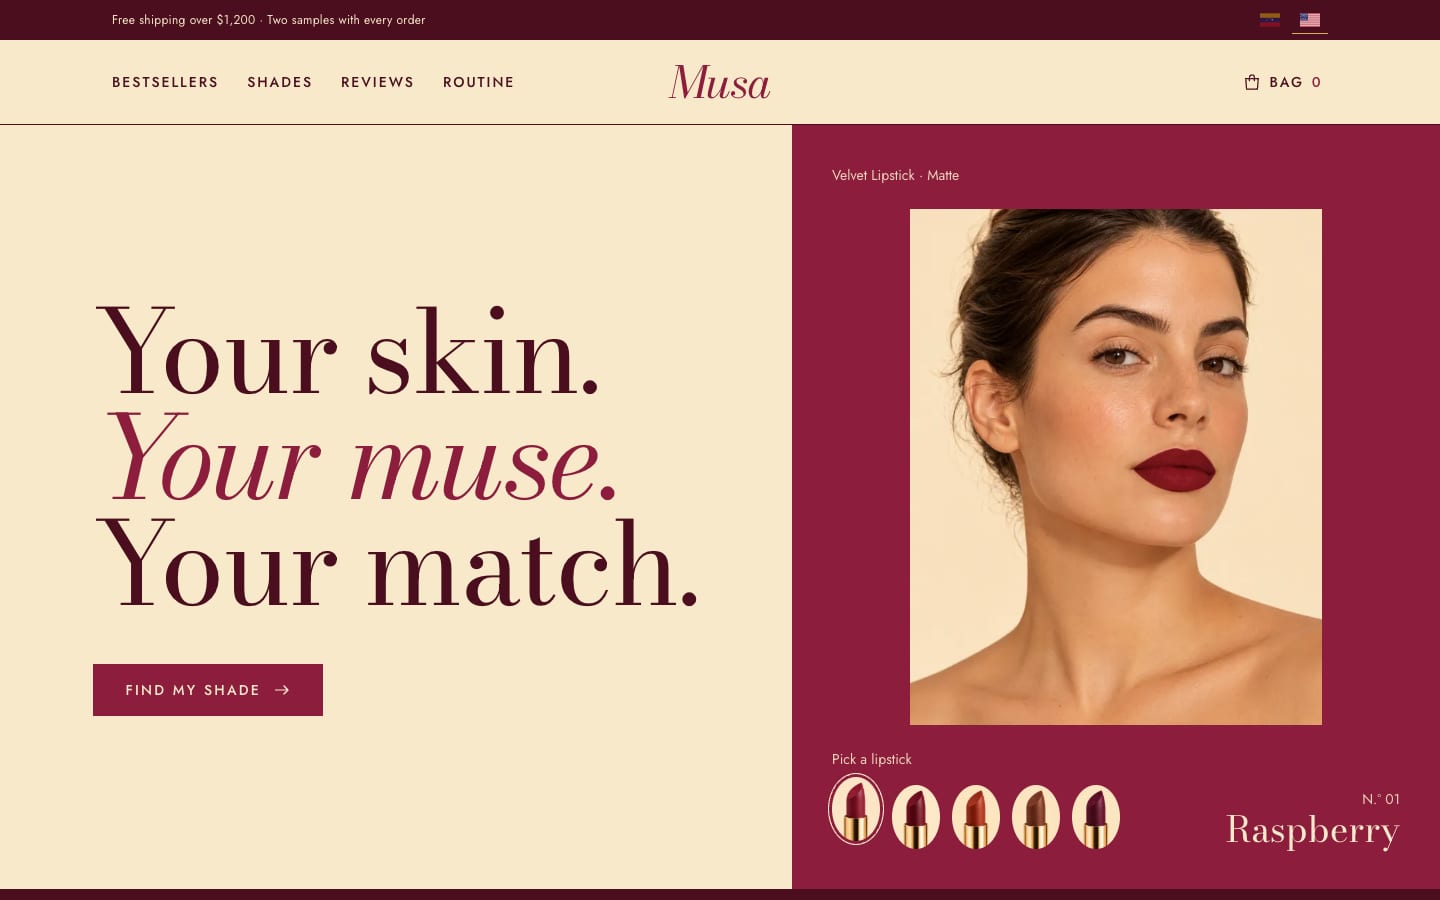 Free shipping over $1,200 · Two samples with every order
BESTSELLERS SHADES REVIEWS ROUTINE
Musa
BAG 0
Your skin.
Your muse.
Your match.
FIND MY SHADE →
Velvet Lipstick · Matte
Pick a lipstick
N.° 01
Raspberry